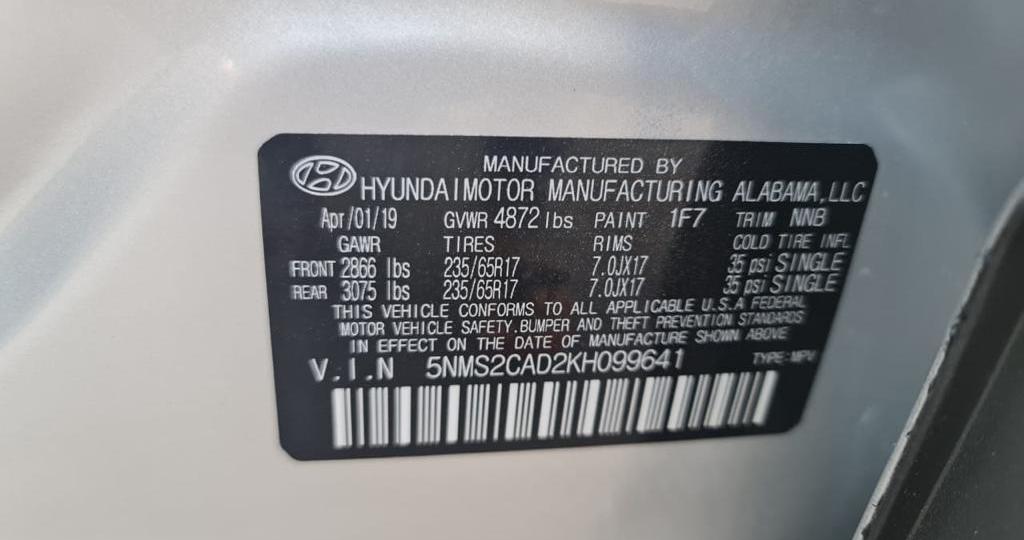 MANUFACTURED BY
HYUNDAI MOTOR MANUFACTURING ALABAMA, LLC
Apr/01/19 GVWR 4872 lbs PAINT 1F7 TRIM NNB
GAWR TIRES RIMS COLD TIRE INFL
FRONT 2866 lbs 235/65R17 7.0JX17 35 psi SINGLE
REAR 3075 lbs 235/65R17 7.0JX17 35 psi SINGLE
THIS VEHICLE CONFORMS TO ALL APPLICABLE U.S.A FEDERAL
MOTOR VEHICLE SAFETY.BUMPER AND THEFT PREVENTION STANDARDS
IN EFFECT ON THE DATE OF MANUFACTURE SHOWN ABOVE
V.I.N 5NMS2CAD2KH099641 TYPE:MPV